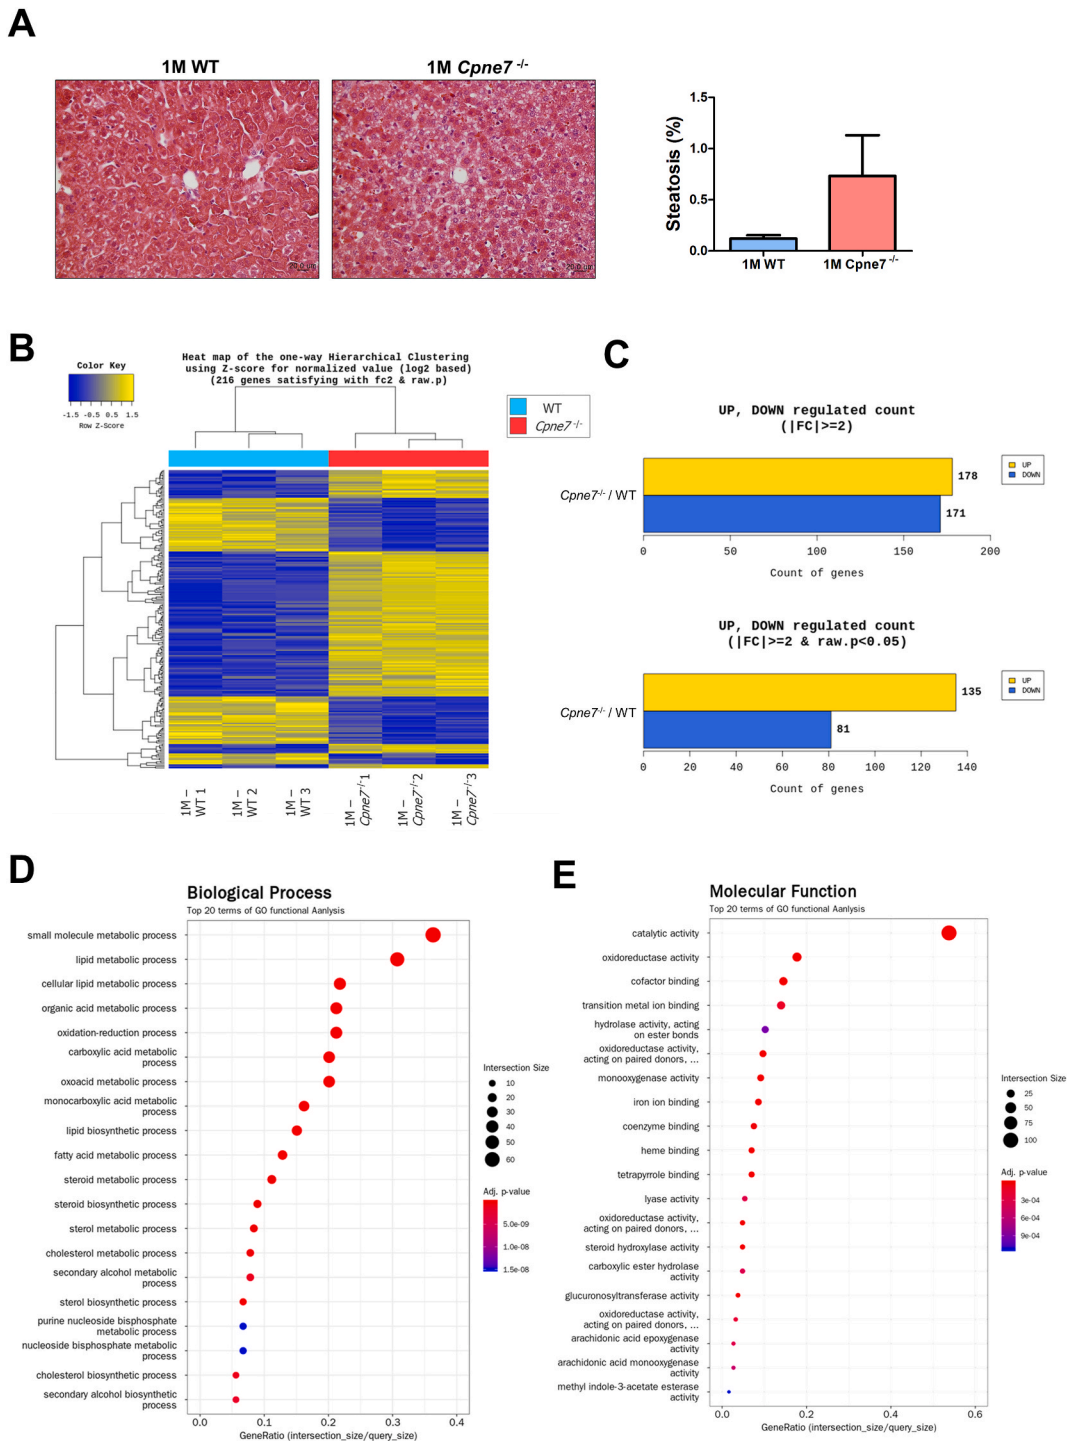 A
1M WT
1M Cpne7 -/-
20.0 um
20.0 um
Steatosis (%)
1.5
1.0
0.5
0.0
1M WT
1M Cpne7 -/-
B
Color Key
-1.5 -0.5 0.5 1.5
Row Z-Score
Heat map of the one-way Hierarchical Clustering
using Z-score for normalized value (log2 based)
(216 genes satisfying with fc2 & raw.p)
WT
Cpne7 -/-
1M –
WT 1
1M –
WT 2
1M –
WT 3
1M –
Cpne7-/-1
1M –
Cpne7-/-2
1M –
Cpne7-/-3
C
UP, DOWN regulated count
(|FC|>=2)
UP
DOWN
Cpne7-/- / WT
178
171
0 50 100 150 200
Count of genes
UP, DOWN regulated count
(|FC|>=2 & raw.p<0.05)
UP
DOWN
Cpne7-/- / WT
135
81
0 20 40 60 80 100 120 140
Count of genes
D
Biological Process
Top 20 terms of GO functional Aanlysis
small molecule metabolic process
lipid metabolic process
cellular lipid metabolic process
organic acid metabolic process
oxidation-reduction process
carboxylic acid metabolic
process
oxoacid metabolic process
monocarboxylic acid metabolic
process
lipid biosynthetic process
fatty acid metabolic process
steroid metabolic process
steroid biosynthetic process
sterol metabolic process
cholesterol metabolic process
secondary alcohol metabolic
process
sterol biosynthetic process
purine nucleoside bisphosphate
metabolic process
nucleoside bisphosphate metabolic
process
cholesterol biosynthetic process
secondary alcohol biosynthetic
process
0.0 0.1 0.2 0.3 0.4
GeneRatio (intersection_size/query_size)
Intersection Size
10
20
30
40
50
60
Adj. p-value
5.0e-09
1.0e-08
1.5e-08
E
Molecular Function
Top 20 terms of GO functional Aanlysis
catalytic activity
oxidoreductase activity
cofactor binding
transition metal ion binding
hydrolase activity, acting
on ester bonds
oxidoreductase activity,
acting on paired donors, ...
monooxygenase activity
iron ion binding
coenzyme binding
heme binding
tetrapyrrole binding
lyase activity
oxidoreductase activity,
acting on paired donors, ...
steroid hydroxylase activity
carboxylic ester hydrolase
activity
glucuronosyltransferase activity
oxidoreductase activity,
acting on paired donors, ...
arachidonic acid epoxygenase
activity
arachidonic acid monooxygenase
activity
methyl indole-3-acetate esterase
activity
0.0 0.2 0.4 0.6
GeneRatio (intersection_size/query_size)
Intersection Size
25
50
75
100
Adj. p-value
3e-04
6e-04
9e-04